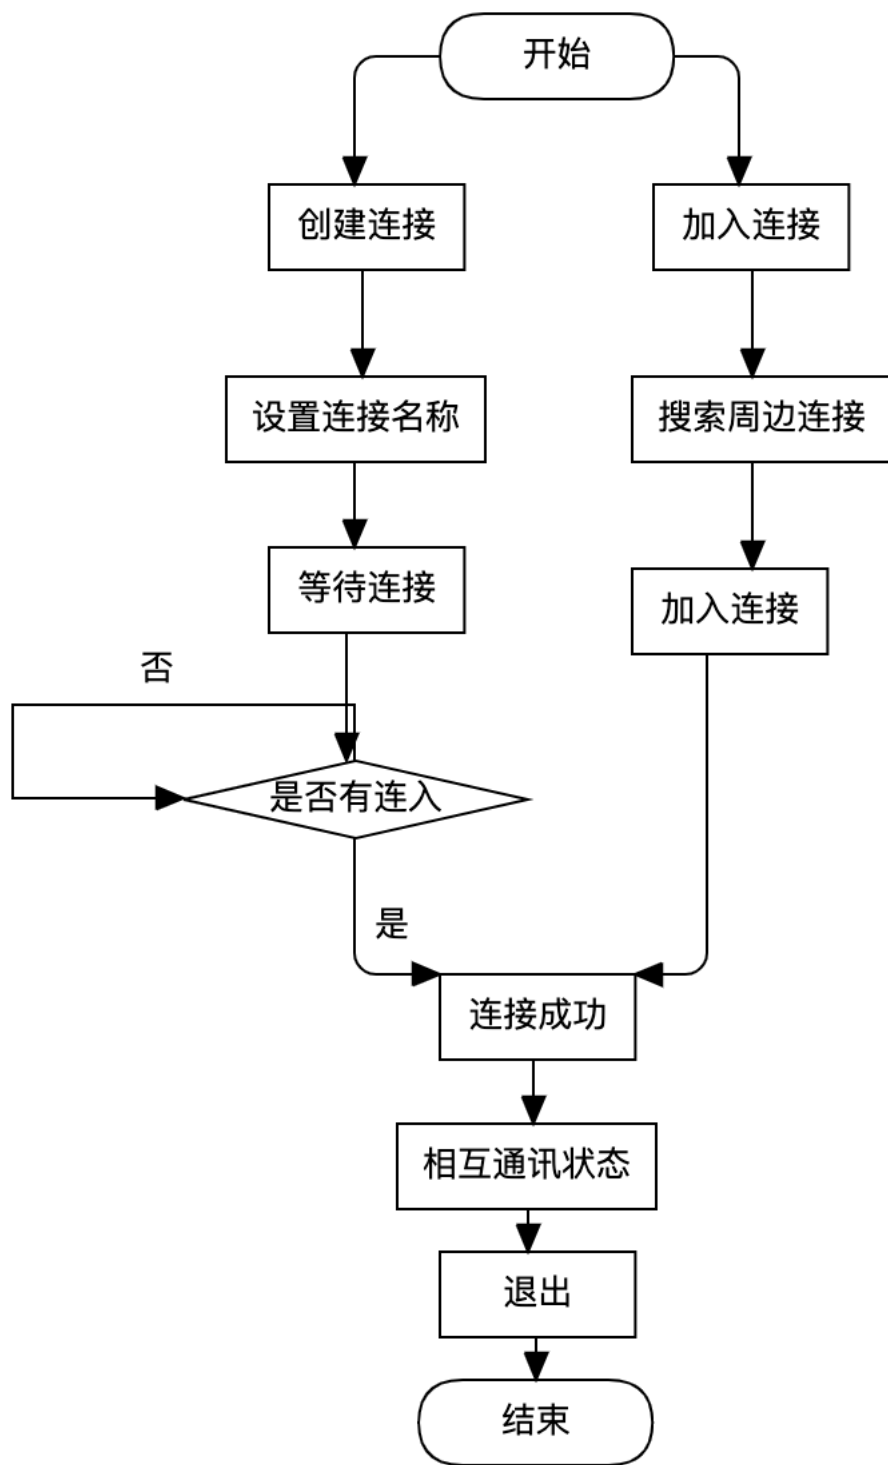 开始
创建连接
加入连接
设置连接名称
搜索周边连接
等待连接
加入连接
否
是否有连入
是
连接成功
相互通讯状态
退出
结束